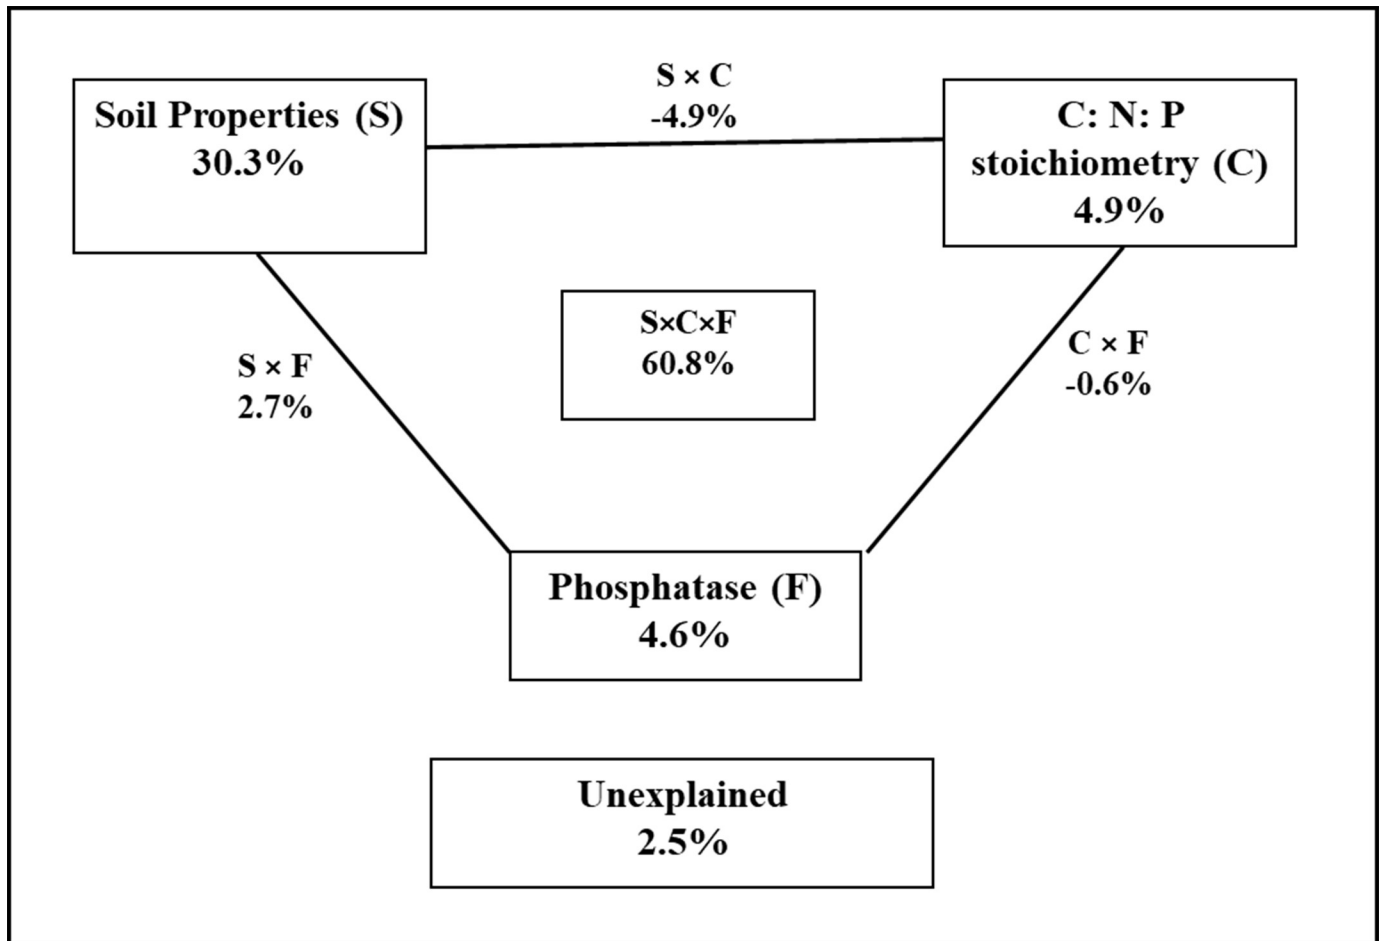 S × C
-4.9%
Soil Properties (S)
30.3%
C: N: P
stoichiometry (C)
4.9%
S×C×F
60.8%
S × F
2.7%
C × F
-0.6%
Phosphatase (F)
4.6%
Unexplained
2.5%